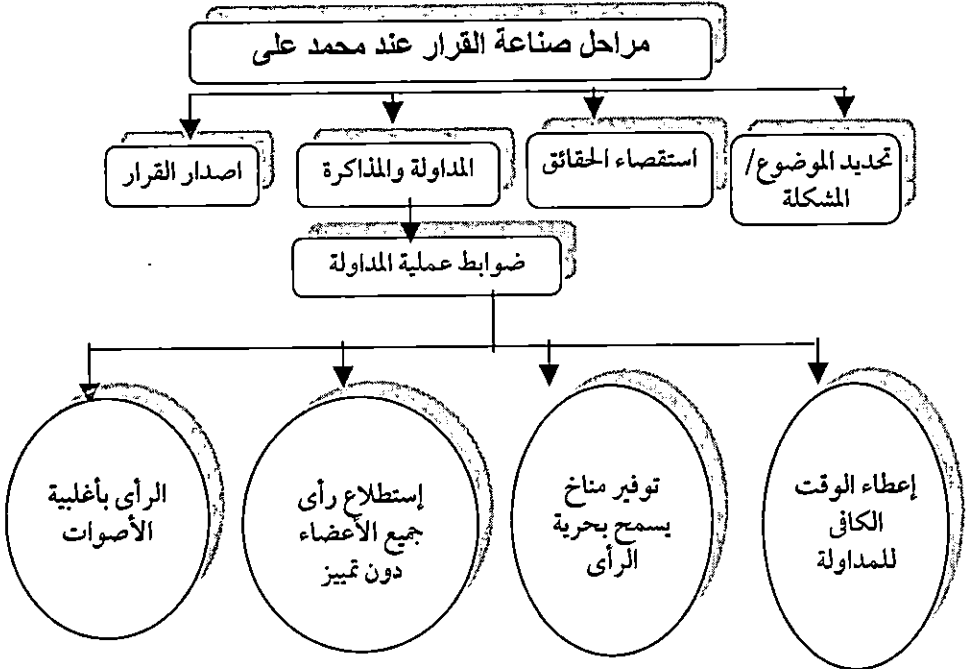 مراحل صناعة القرار عند محمد على
تحديد الموضوع/
المشكلة
استقصاء الحقائق
المداولة والمذاكرة
اصدار القرار
ضوابط عملية المداولة
إعطاء الوقت
الكافى
للمداولة
توفير مناخ
يسمح بحرية
الرأى
إستطلاع رأى
جميع الأعضاء
دون تمييز
الرأى بأغلبية
الأصوات